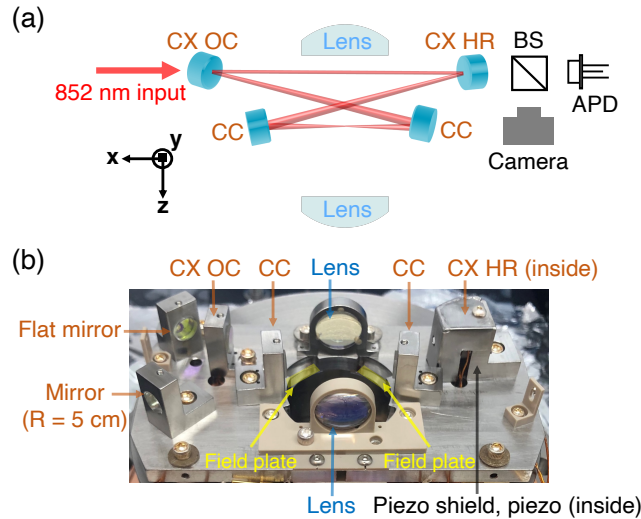 (a)
CX OC
Lens
CX HR
BS
852 nm input
APD
CC
CC
Camera
x
y
z
Lens
(b)
CX OC
CC
Lens
CC
CX HR (inside)
Flat mirror
Mirror
(R = 5 cm)
Field plate
Field plate
Lens
Piezo shield, piezo (inside)